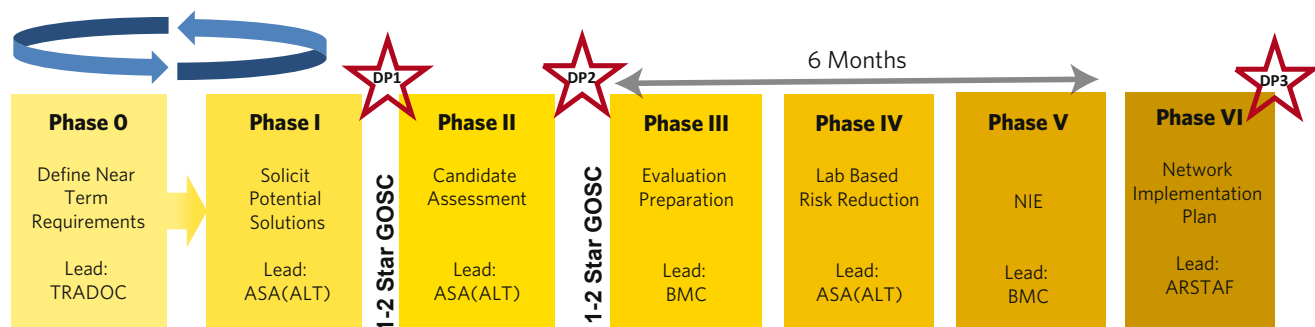 6 Months
DP1
DP2
DP3
Phase 0
Define Near
Term
Requirements
Lead:
TRADOC
Phase I
Solicit
Potential
Solutions
Lead:
ASA(ALT)
1-2 Star GOSC
Phase II
Candidate
Assessment
Lead:
ASA(ALT)
1-2 Star GOSC
Phase III
Evaluation
Preparation
Lead:
BMC
Phase IV
Lab Based
Risk Reduction
Lead:
ASA(ALT)
Phase V
NIE
Lead:
BMC
Phase VI
Network
Implementation
Plan
Lead:
ARSTAF